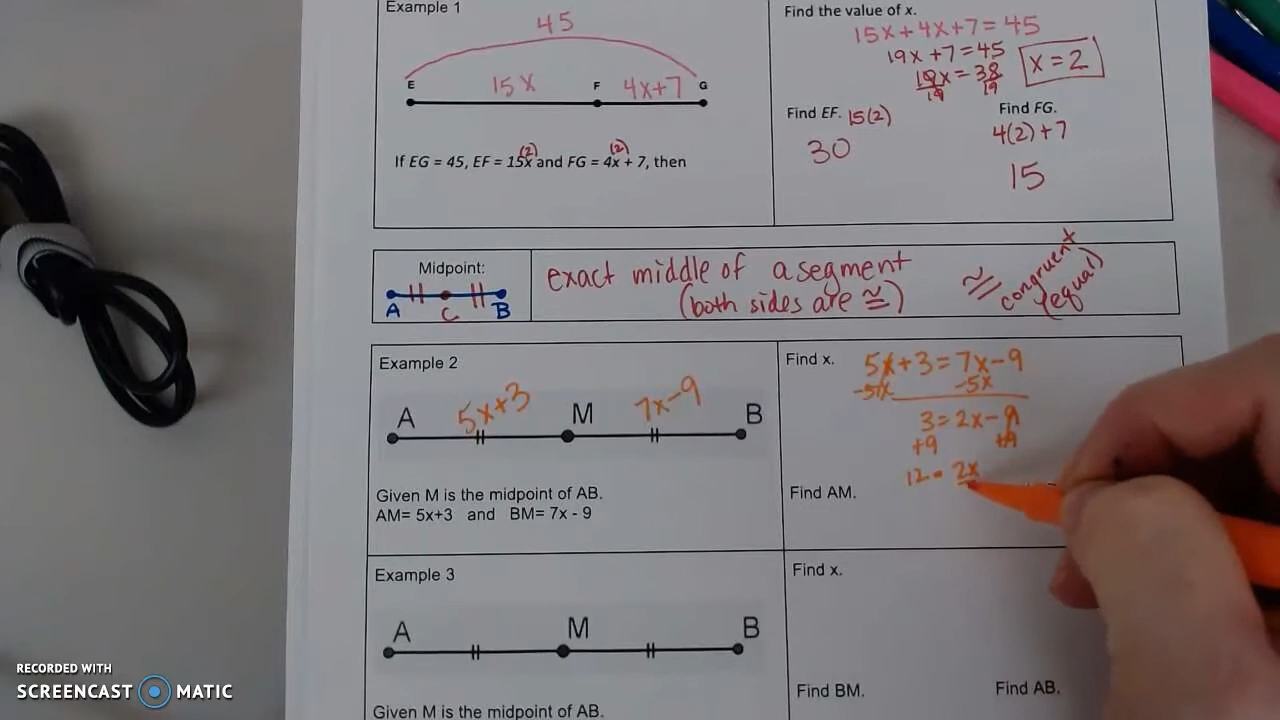 Example 1
45
15x
4x+7
E
F
G
(2)
(2)
If EG = 45, EF = 15x and FG = 4x + 7, then
Find the value of x.
15x+4x+7=45
19x+7=45
19x = 38
19 19
x=2
Find EF. 15(2)
30
Find FG.
4(2)+7
15
Midpoint:
A C B
exact middle of a segment
(both sides are ≅)
≅ congruent
(equal)
Example 2
5x+3
7x-9
A M B
Given M is the midpoint of AB.
AM= 5x+3 and BM= 7x - 9
Find x.
5x+3=7x-9
-5x -5x
3=2x-9
+9 +9
12=2x
Find AM.
Example 3
A M B
Given M is the midpoint of AB.
Find x.
Find BM.
Find AB.
RECORDED WITH
SCREENCAST MATIC